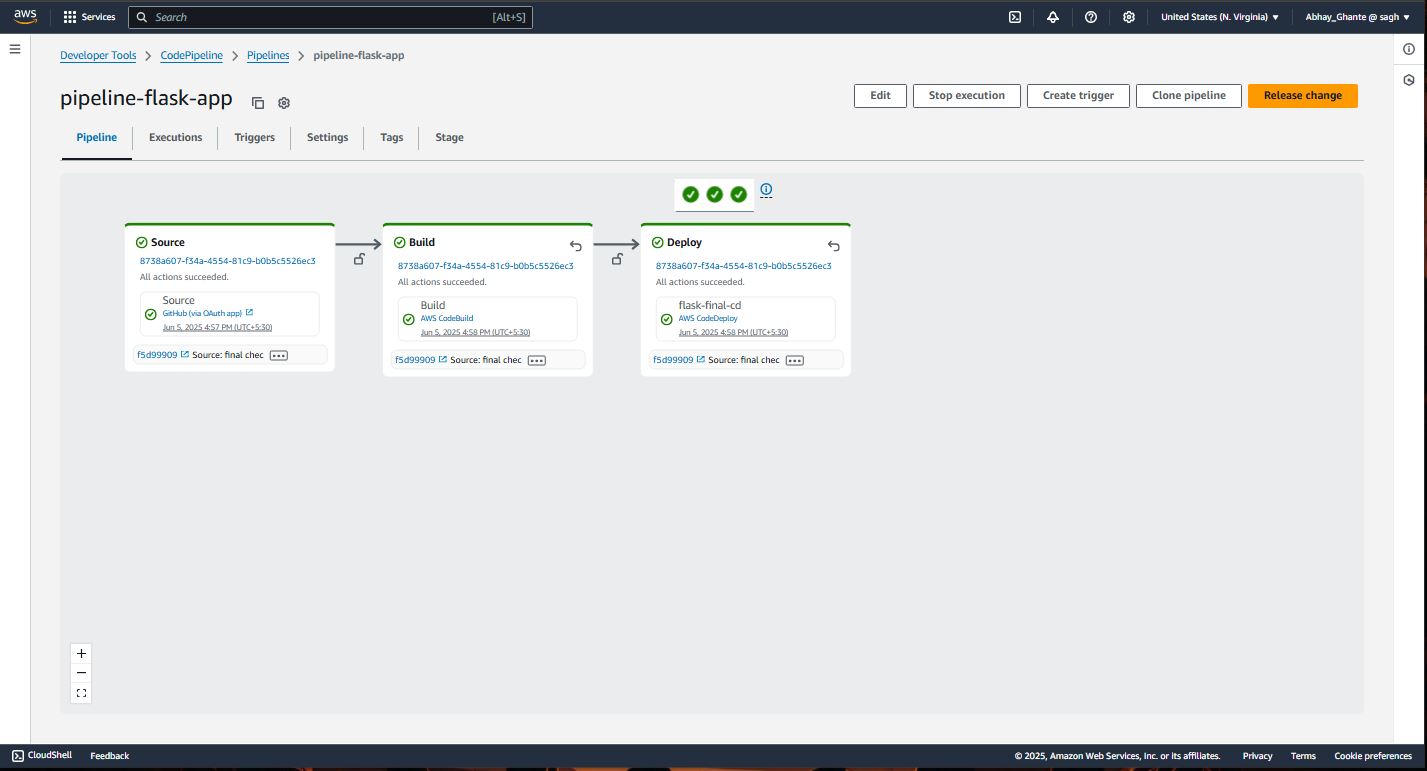 aws Services Search [Alt+S] United States (N. Virginia) Abhay_Ghante @ sagh
Developer Tools CodePipeline Pipelines pipeline-flask-app
pipeline-flask-app
Edit Stop execution Create trigger Clone pipeline Release change
Pipeline Executions Triggers Settings Tags Stage
Source
8738a607-f34a-4554-81c9-b0b5c5526ec3
All actions succeeded.
Source
GitHub (via OAuth app)
Jun 5, 2025 4:57 PM (UTC+5:30)
f5d99909 Source: final chec
Build
8738a607-f34a-4554-81c9-b0b5c5526ec3
All actions succeeded.
Build
AWS CodeBuild
Jun 5, 2025 4:58 PM (UTC+5:30)
f5d99909 Source: final chec
Deploy
8738a607-f34a-4554-81c9-b0b5c5526ec3
All actions succeeded.
flask-final-cd
AWS CodeDeploy
Jun 5, 2025 4:58 PM (UTC+5:30)
f5d99909 Source: final chec
CloudShell Feedback © 2025, Amazon Web Services, Inc. or its affiliates. Privacy Terms Cookie preferences